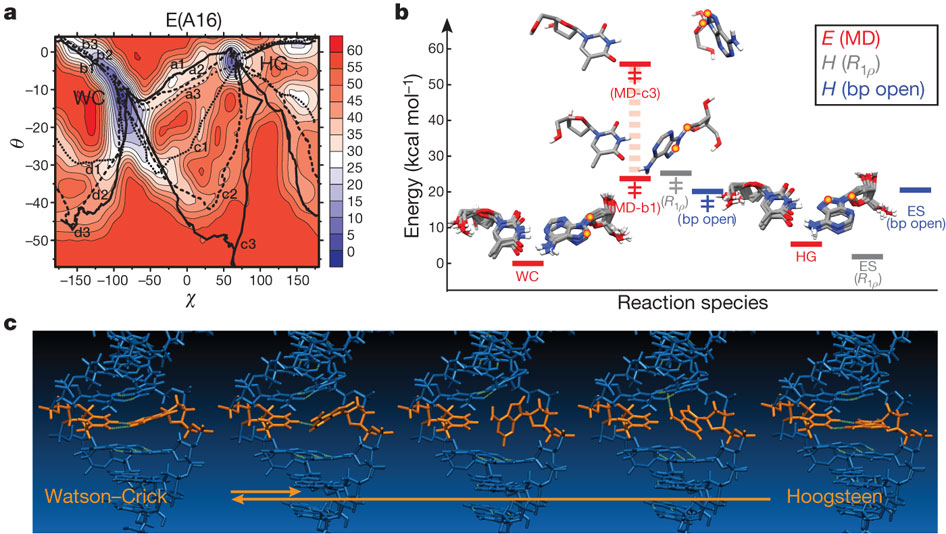 a
E(A16)
0
−10
−20
−30
−40
−50
θ
−150
−100
−50
0
50
100
150
χ
b3
b2
b1
WC
a1
a2
a3
HG
c1
c2
c3
d1
d2
d3
60
55
50
45
40
35
30
25
20
15
10
5
0
b
Energy (kcal mol−1)
60
50
40
30
20
10
0
Reaction species
E (MD)
H (R1ρ)
H (bp open)
‡
(MD-c3)
‡
(MD-b1)
‡
(R1ρ)
‡
(bp open)
WC
HG
ES
(R1ρ)
ES
(bp open)
c
Watson–Crick
Hoogsteen